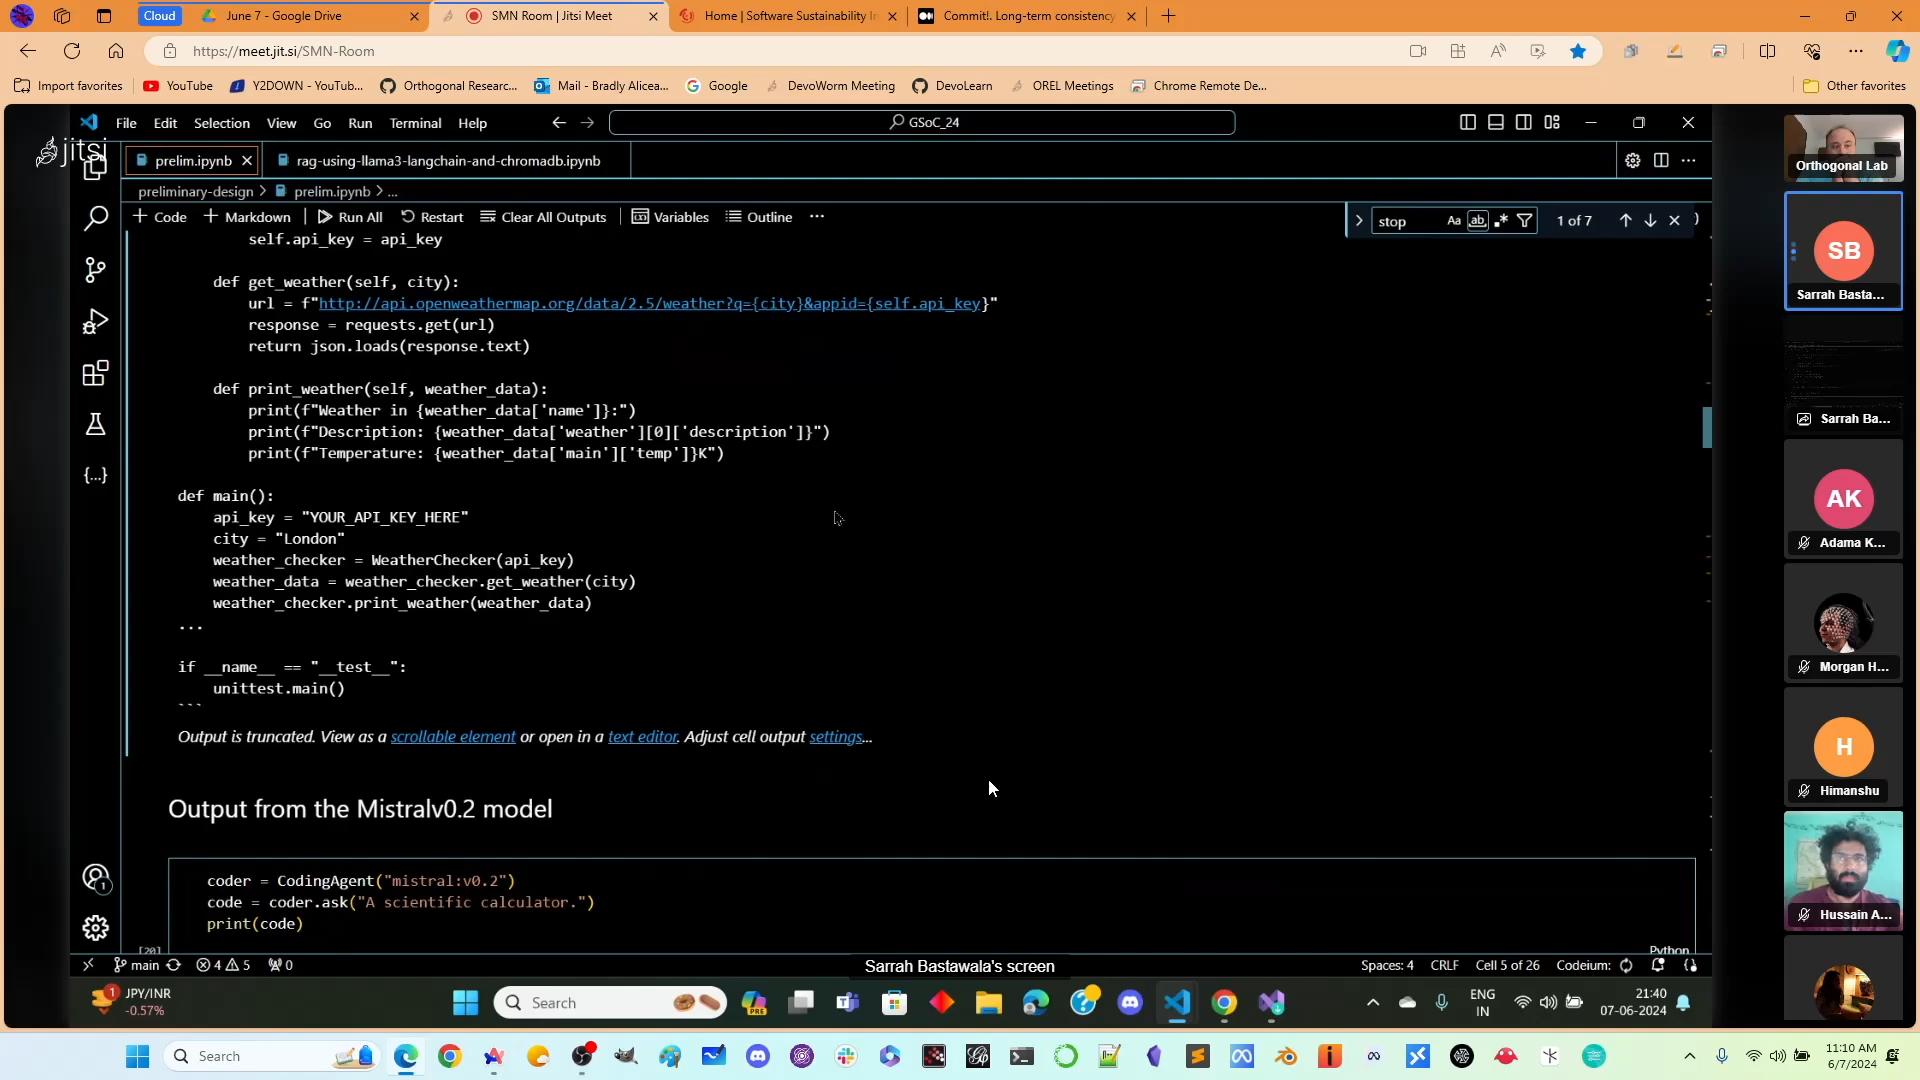 Cloud
June 7 - Google Drive
SMN Room | Jitsi Meet
Home | Software Sustainability In
Commit!. Long-term consistency
https://meet.jit.si/SMN-Room
Import favorites
YouTube
Y2DOWN - YouTub...
Orthogonal Researc...
Mail - Bradly Alicea...
Google
DevoWorm Meeting
DevoLearn
OREL Meetings
Chrome Remote De...
Other favorites
jitsi
File Edit Selection View Go Run Terminal Help
GSoC_24
prelim.ipynb
rag-using-llama3-langchain-and-chromadb.ipynb
preliminary-design > prelim.ipynb > ...
+ Code + Markdown Run All Restart Clear All Outputs Variables Outline ...
stop Aa ab 1 of 7
self.api_key = api_key
def get_weather(self, city):
url = f"http://api.openweathermap.org/data/2.5/weather?q={city}&appid={self.api_key}"
response = requests.get(url)
return json.loads(response.text)
def print_weather(self, weather_data):
print(f"Weather in {weather_data['name']}:")
print(f"Description: {weather_data['weather'][0]['description']}")
print(f"Temperature: {weather_data['main']['temp']}K")
def main():
api_key = "YOUR_API_KEY_HERE"
city = "London"
weather_checker = WeatherChecker(api_key)
weather_data = weather_checker.get_weather(city)
weather_checker.print_weather(weather_data)
...
if __name__ == "__test__":
unittest.main()
```
Output is truncated. View as a scrollable element or open in a text editor. Adjust cell output settings...
Output from the Mistralv0.2 model
coder = CodingAgent("mistral:v0.2")
code = coder.ask("A scientific calculator.")
print(code)
[20]
Python
main 4 5 0
Sarrah Bastawala's screen
Spaces: 4 CRLF Cell 5 of 26 Codeium:
1
JPY/INR
-0.57%
Search
PRE
ENG
IN
21:40
07-06-2024
Orthogonal Lab
SB
Sarrah Basta...
Sarrah Ba...
AK
Adama K...
Morgan H...
H
Himanshu
Hussain A...
Search
11:10 AM
6/7/2024